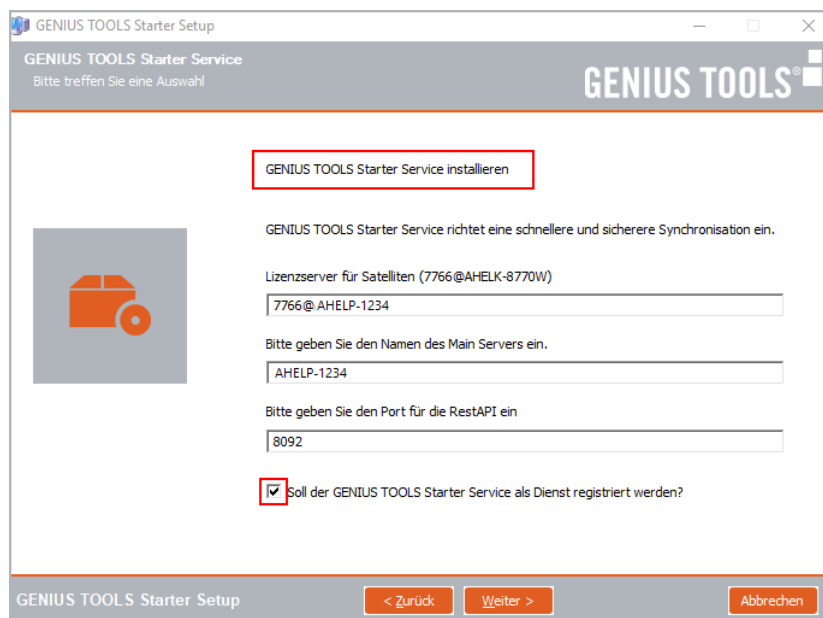 GENIUS TOOLS Starter Setup
GENIUS TOOLS Starter Service
Bitte treffen Sie eine Auswahl
GENIUS TOOLS®
GENIUS TOOLS Starter Service installieren
GENIUS TOOLS Starter Service richtet eine schnellere und sicherere Synchronisation ein.
Lizenzserver für Satelliten (7766@AHELK-8770W)
7766@.AHELP-1234
Bitte geben Sie den Namen des Main Servers ein.
AHELP-1234
Bitte geben Sie den Port für die RestAPI ein
8092
Soll der GENIUS TOOLS Starter Service als Dienst registriert werden?
GENIUS TOOLS Starter Setup
< Zurück
Weiter >
Abbrechen